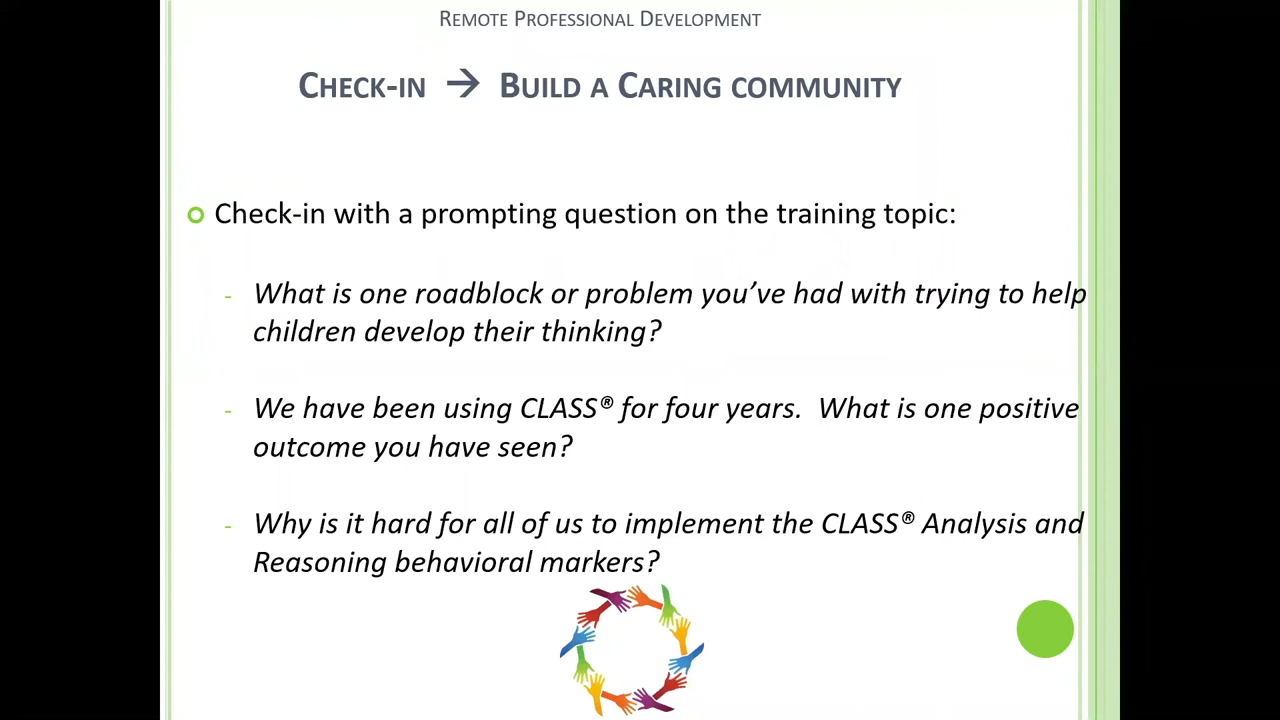 Remote Professional Development
Check-in → Build a Caring community
Check-in with a prompting question on the training topic:
- What is one roadblock or problem you've had with trying to help
children develop their thinking?
- We have been using CLASS® for four years.  What is one positive
outcome you have seen?
- Why is it hard for all of us to implement the CLASS® Analysis and
Reasoning behavioral markers?